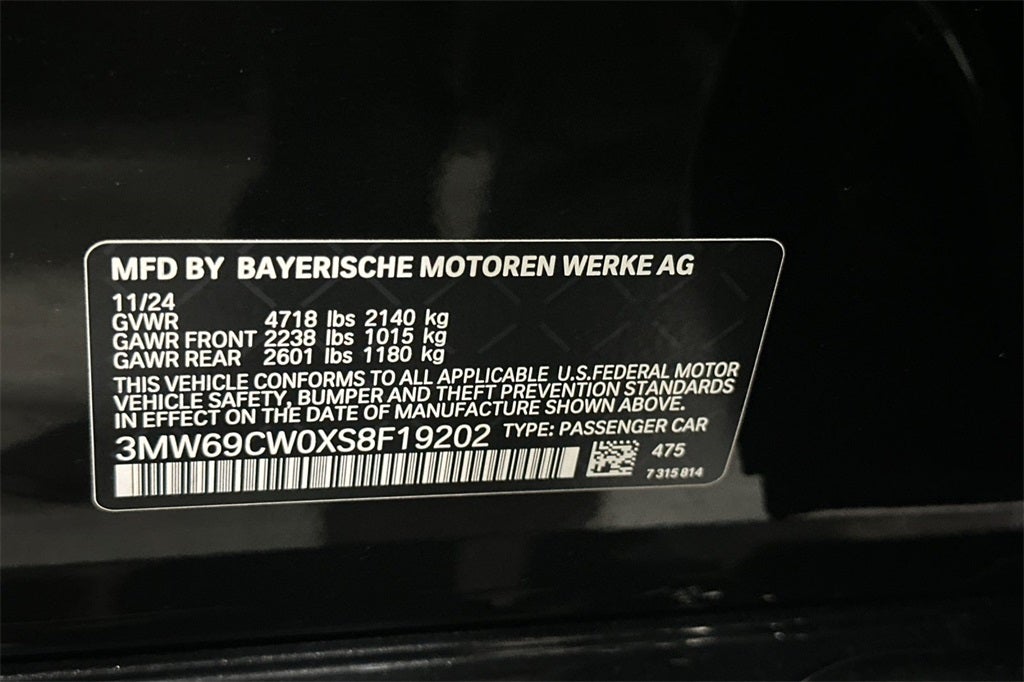 MFD BY BAYERISCHE MOTOREN WERKE AG
11/24
GVWR 4718 lbs 2140 kg
GAWR FRONT 2238 lbs 1015 kg
GAWR REAR 2601 lbs 1180 kg
THIS VEHICLE CONFORMS TO ALL APPLICABLE U.S.FEDERAL MOTOR
VEHICLE SAFETY, BUMPER AND THEFT PREVENTION STANDARDS
IN EFFECT ON THE DATE OF MANUFACTURE SHOWN ABOVE.
3MW69CW0XS8F19202 TYPE: PASSENGER CAR
475
7 315 814